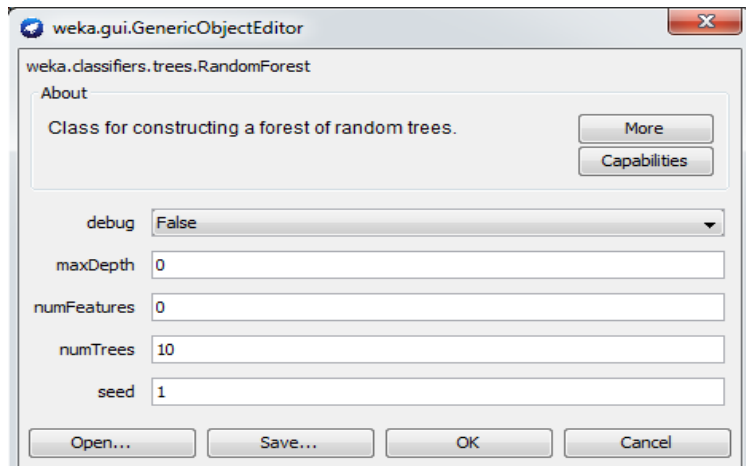 weka.gui.GenericObjectEditor
weka.classifiers.trees.RandomForest
About
Class for constructing a forest of random trees.
More
Capabilities
debug False
maxDepth 0
numFeatures 0
numTrees 10
seed 1
Open... Save... OK Cancel